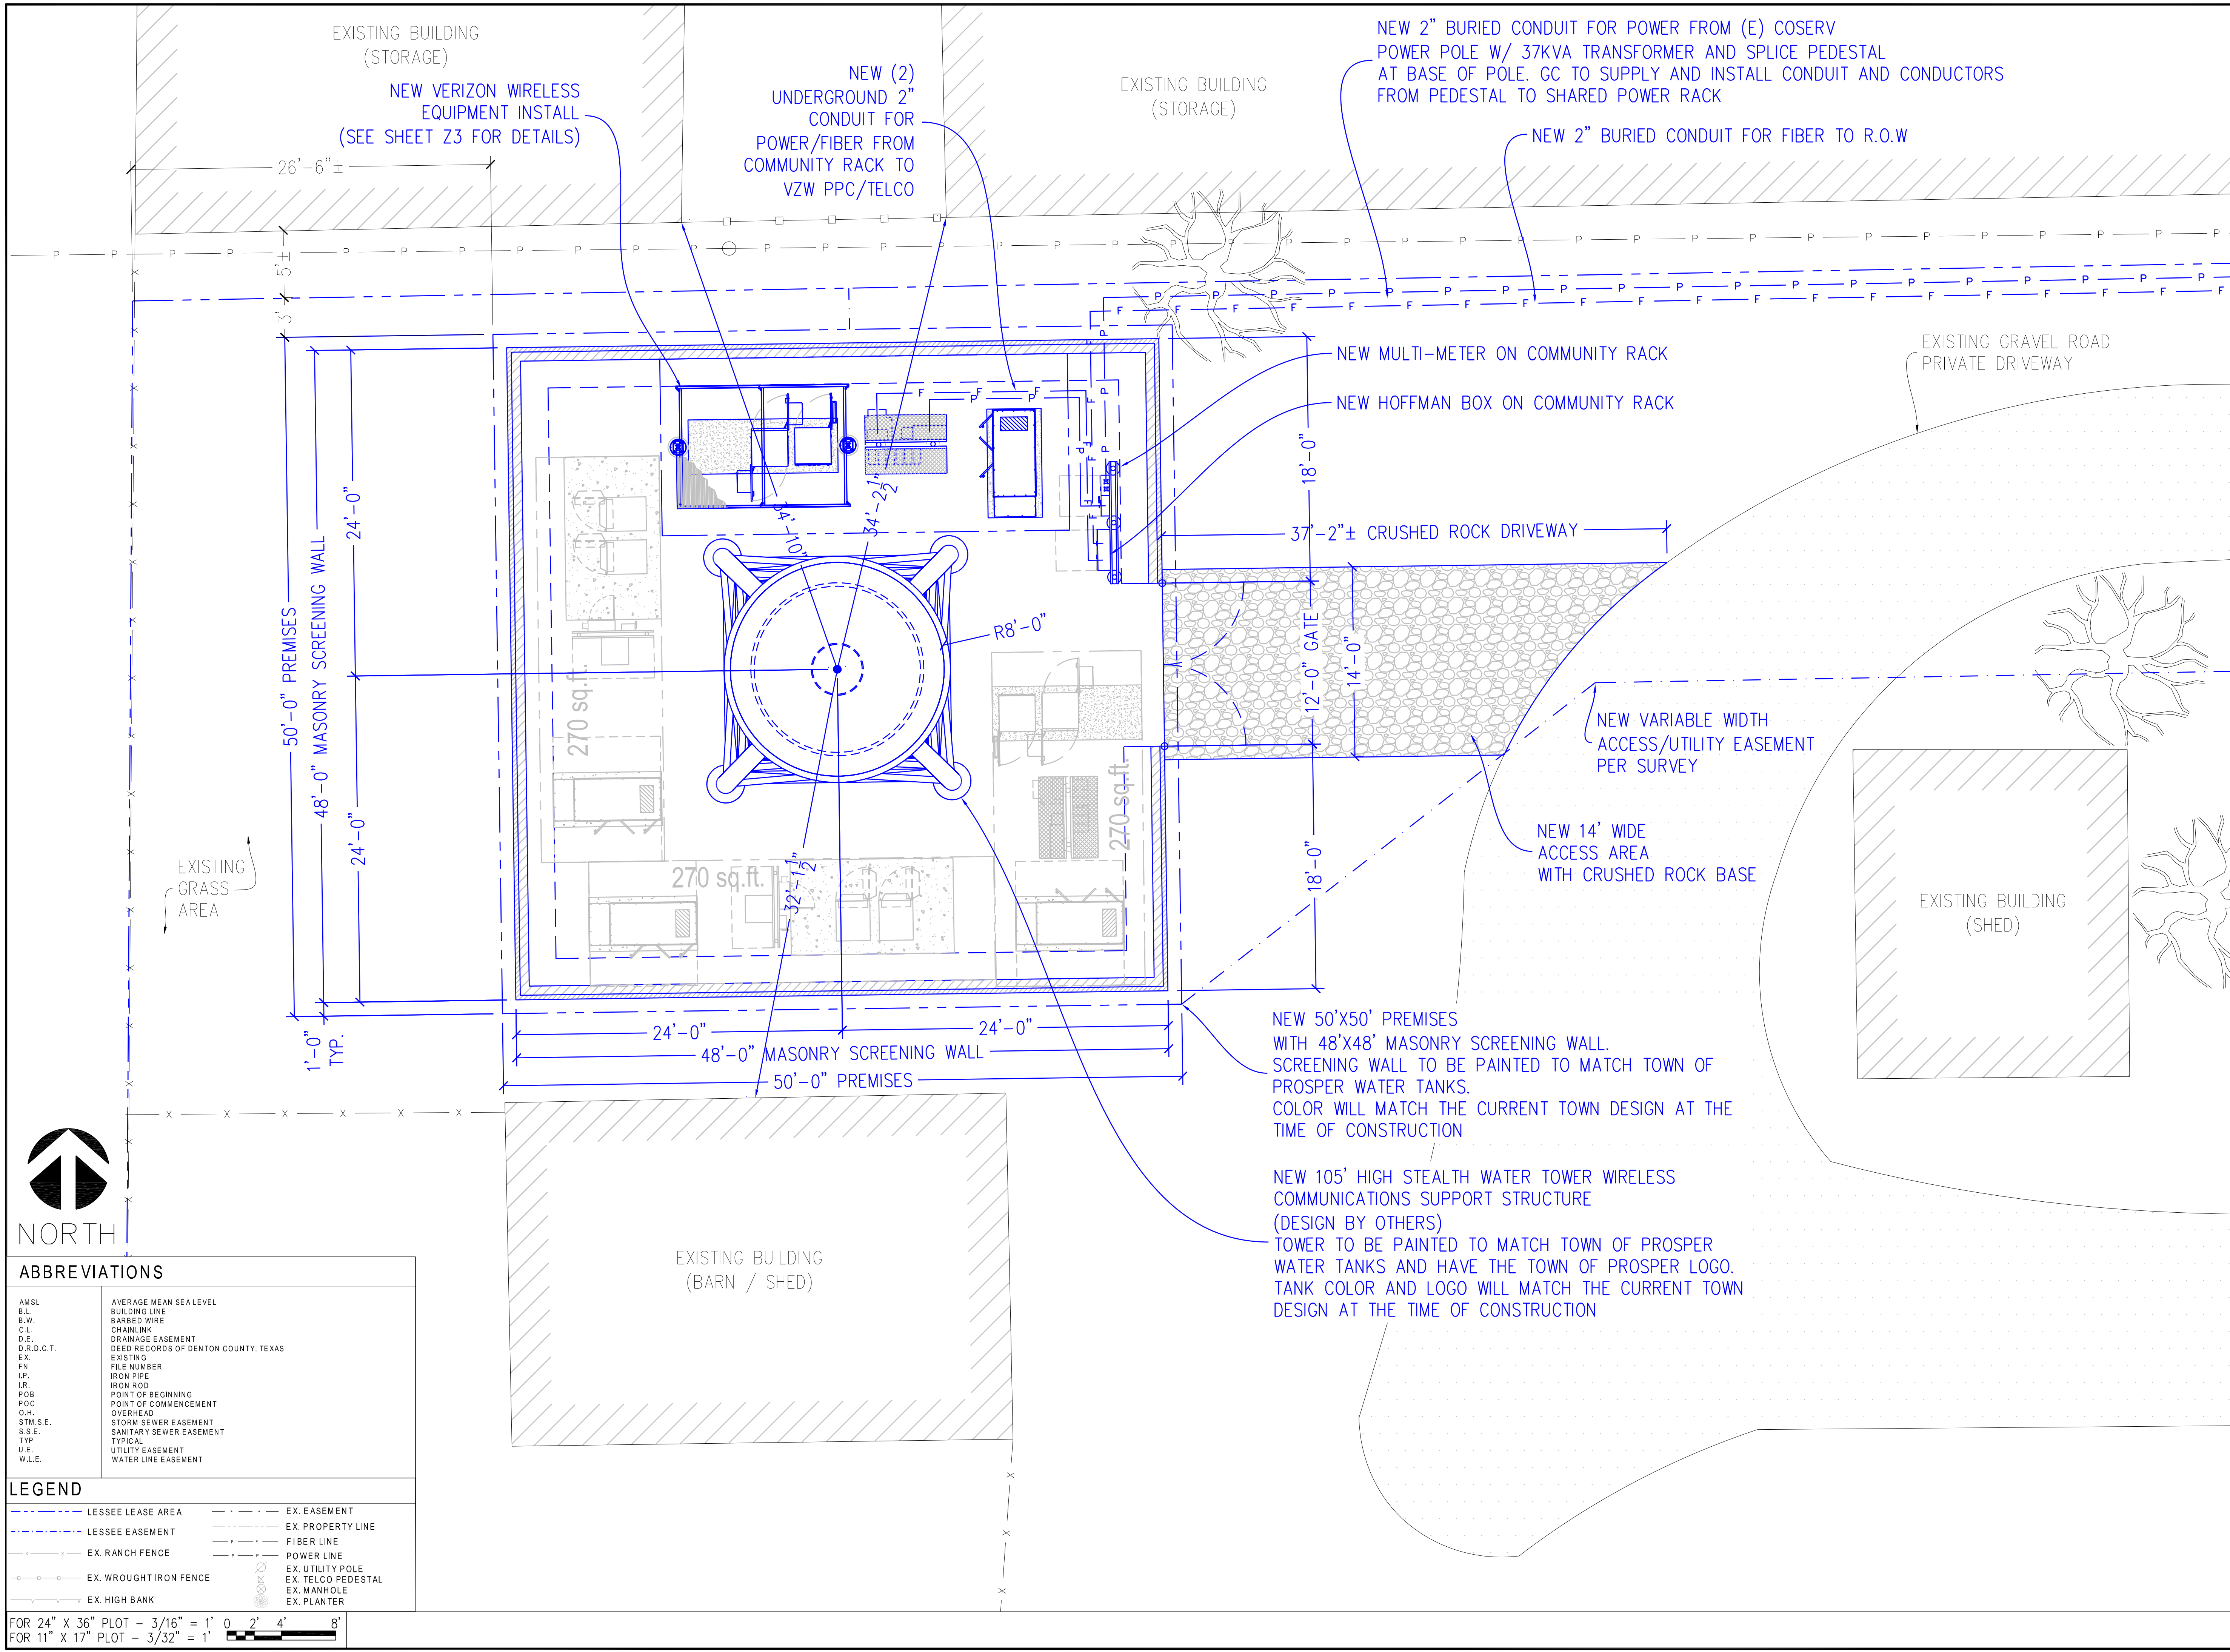 EXISTING BUILDING
(STORAGE)
NEW VERIZON WIRELESS
EQUIPMENT INSTALL
(SEE SHEET Z3 FOR DETAILS)
NEW (2)
UNDERGROUND 2"
CONDUIT FOR
POWER/FIBER FROM
COMMUNITY RACK TO
VZW PPC/TELCO
EXISTING BUILDING
(STORAGE)
NEW 2" BURIED CONDUIT FOR POWER FROM (E) COSERV
POWER POLE W/ 37KVA TRANSFORMER AND SPLICE PEDESTAL
AT BASE OF POLE. GC TO SUPPLY AND INSTALL CONDUIT AND CONDUCTORS
FROM PEDESTAL TO SHARED POWER RACK
NEW 2" BURIED CONDUIT FOR FIBER TO R.O.W
26'-6"±
5'±
3'
NEW MULTI-METER ON COMMUNITY RACK
NEW HOFFMAN BOX ON COMMUNITY RACK
EXISTING GRAVEL ROAD
PRIVATE DRIVEWAY
18'-0"
37'-2"± CRUSHED ROCK DRIVEWAY
24'-0"
34'-10"
34'-2 1/2"
R8'-0"
12'-0" GATE
14'-0"
50'-0" PREMISES
48'-0" MASONRY SCREENING WALL
24'-0"
270 sq.ft.
270 sq.ft.
270 sq.ft.
32'-1 1/2"
18'-0"
NEW VARIABLE WIDTH
ACCESS/UTILITY EASEMENT
PER SURVEY
NEW 14' WIDE
ACCESS AREA
WITH CRUSHED ROCK BASE
EXISTING BUILDING
(SHED)
EXISTING
GRASS
AREA
1'-0"
TYP.
24'-0"
24'-0"
48'-0" MASONRY SCREENING WALL
50'-0" PREMISES
NEW 50'X50' PREMISES
WITH 48'X48' MASONRY SCREENING WALL.
SCREENING WALL TO BE PAINTED TO MATCH TOWN OF
PROSPER WATER TANKS.
COLOR WILL MATCH THE CURRENT TOWN DESIGN AT THE
TIME OF CONSTRUCTION
NEW 105' HIGH STEALTH WATER TOWER WIRELESS
COMMUNICATIONS SUPPORT STRUCTURE
(DESIGN BY OTHERS)
TOWER TO BE PAINTED TO MATCH TOWN OF PROSPER
WATER TANKS AND HAVE THE TOWN OF PROSPER LOGO.
TANK COLOR AND LOGO WILL MATCH THE CURRENT TOWN
DESIGN AT THE TIME OF CONSTRUCTION
EXISTING BUILDING
(BARN / SHED)
NORTH
ABBREVIATIONS
AMSL AVERAGE MEAN SEA LEVEL
B.L. BUILDING LINE
B.W. BARBED WIRE
C.L. CHAINLINK
D.E. DRAINAGE EASEMENT
D.R.D.C.T. DEED RECORDS OF DENTON COUNTY, TEXAS
EX. EXISTING
FN FILE NUMBER
I.P. IRON PIPE
I.R. IRON ROD
POB POINT OF BEGINNING
POC POINT OF COMMENCEMENT
O.H. OVERHEAD
STM.S.E. STORM SEWER EASEMENT
S.S.E. SANITARY SEWER EASEMENT
TYP TYPICAL
U.E. UTILITY EASEMENT
W.L.E. WATER LINE EASEMENT
LEGEND
LESSEE LEASE AREA
LESSEE EASEMENT
EX. RANCH FENCE
EX. WROUGHT IRON FENCE
EX. HIGH BANK
EX. EASEMENT
EX. PROPERTY LINE
FIBER LINE
POWER LINE
EX. UTILITY POLE
EX. TELCO PEDESTAL
EX. MANHOLE
EX. PLANTER
FOR 24" X 36" PLOT - 3/16" = 1'
FOR 11" X 17" PLOT - 3/32" = 1'
0 2' 4' 8'